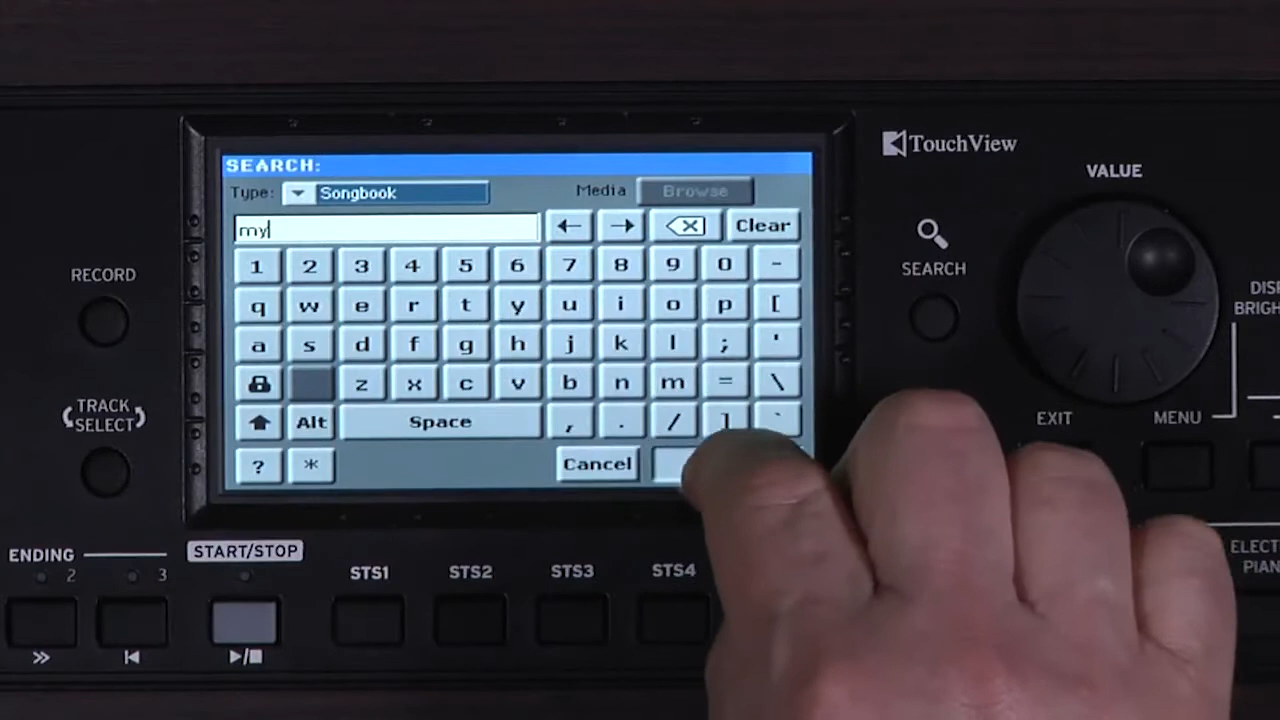 SEARCH:
Type: Songbook Media Browse
my Clear
1 2 3 4 5 6 7 8 9 0 -
q w e r t y u i o p [
a s d f g h j k l ; '
z x c v b n m = \
Alt Space , . / ] `
? * Cancel
TouchView
VALUE
SEARCH
EXIT MENU
RECORD
TRACK
SELECT
ENDING
2 3
START/STOP
STS1 STS2 STS3 STS4